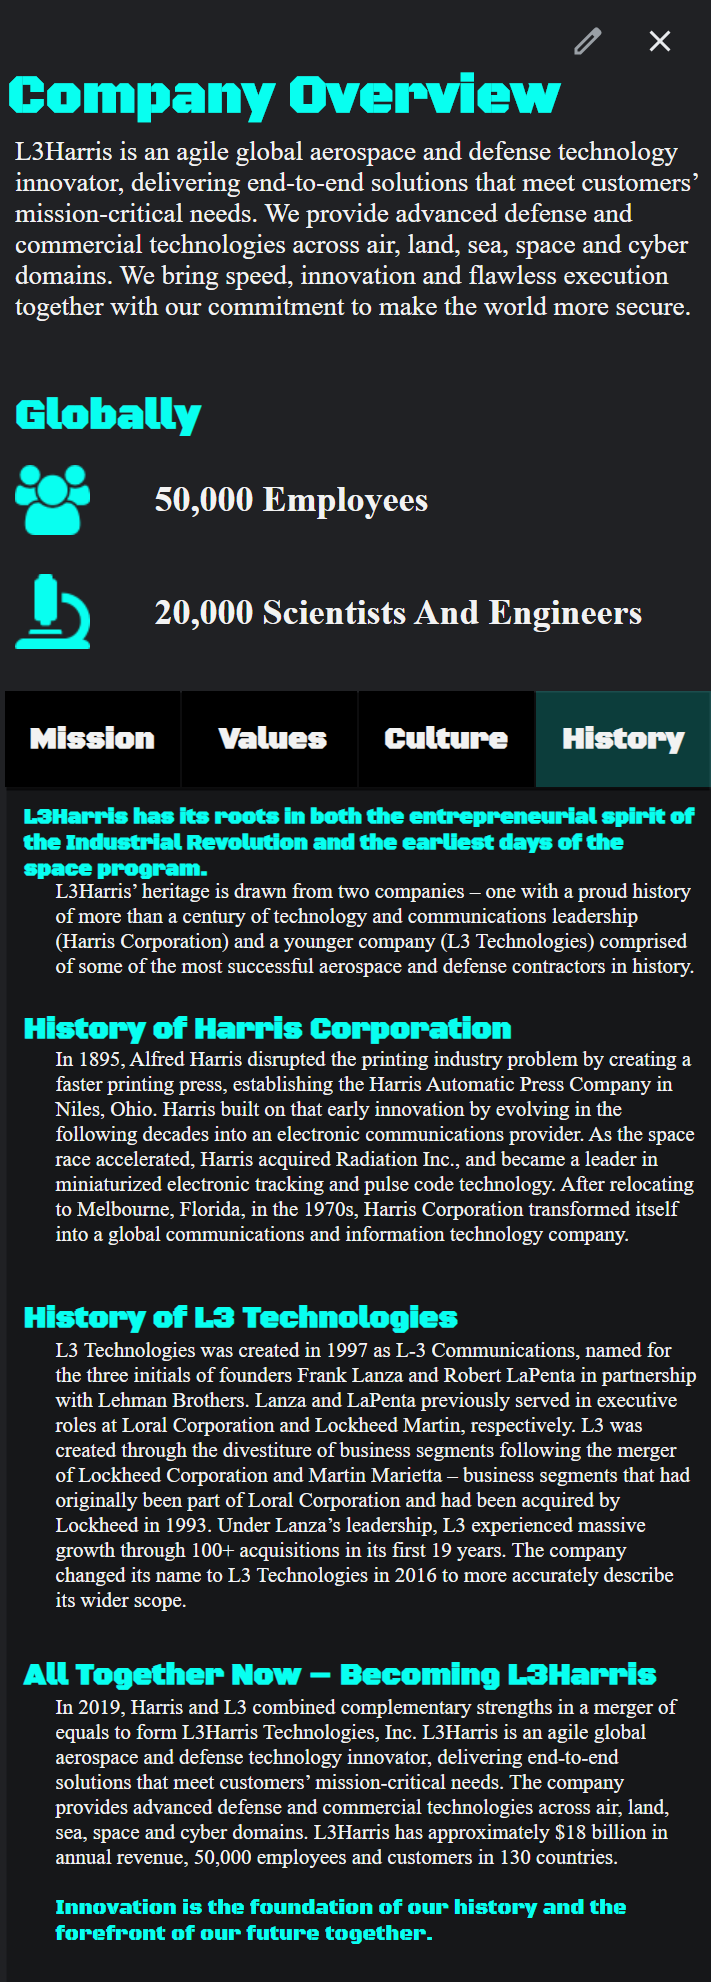 Company Overview
L3Harris is an agile global aerospace and defense technology
innovator, delivering end-to-end solutions that meet customers’
mission-critical needs. We provide advanced defense and
commercial technologies across air, land, sea, space and cyber
domains. We bring speed, innovation and flawless execution
together with our commitment to make the world more secure.
Globally
50,000 Employees
20,000 Scientists And Engineers
Mission Values Culture History
L3Harris has its roots in both the entrepreneurial spirit of
the Industrial Revolution and the earliest days of the
space program.
L3Harris’ heritage is drawn from two companies – one with a proud history
of more than a century of technology and communications leadership
(Harris Corporation) and a younger company (L3 Technologies) comprised
of some of the most successful aerospace and defense contractors in history.
History of Harris Corporation
In 1895, Alfred Harris disrupted the printing industry problem by creating a
faster printing press, establishing the Harris Automatic Press Company in
Niles, Ohio. Harris built on that early innovation by evolving in the
following decades into an electronic communications provider. As the space
race accelerated, Harris acquired Radiation Inc., and became a leader in
miniaturized electronic tracking and pulse code technology. After relocating
to Melbourne, Florida, in the 1970s, Harris Corporation transformed itself
into a global communications and information technology company.
History of L3 Technologies
L3 Technologies was created in 1997 as L-3 Communications, named for
the three initials of founders Frank Lanza and Robert LaPenta in partnership
with Lehman Brothers. Lanza and LaPenta previously served in executive
roles at Loral Corporation and Lockheed Martin, respectively. L3 was
created through the divestiture of business segments following the merger
of Lockheed Corporation and Martin Marietta – business segments that had
originally been part of Loral Corporation and had been acquired by
Lockheed in 1993. Under Lanza’s leadership, L3 experienced massive
growth through 100+ acquisitions in its first 19 years. The company
changed its name to L3 Technologies in 2016 to more accurately describe
its wider scope.
All Together Now – Becoming L3Harris
In 2019, Harris and L3 combined complementary strengths in a merger of
equals to form L3Harris Technologies, Inc. L3Harris is an agile global
aerospace and defense technology innovator, delivering end-to-end
solutions that meet customers’ mission-critical needs. The company
provides advanced defense and commercial technologies across air, land,
sea, space and cyber domains. L3Harris has approximately $18 billion in
annual revenue, 50,000 employees and customers in 130 countries.
Innovation is the foundation of our history and the
forefront of our future together.